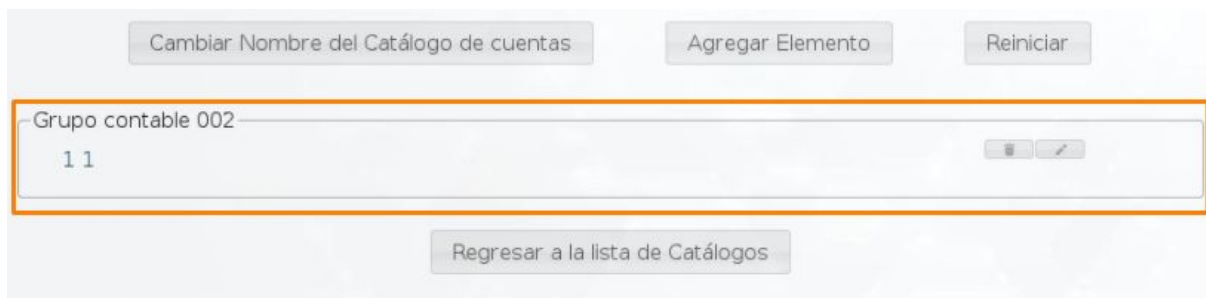 Cambiar Nombre del Catálogo de cuentas Agregar Elemento Reiniciar
Grupo contable 002
1 1
Regresar a la lista de Catálogos